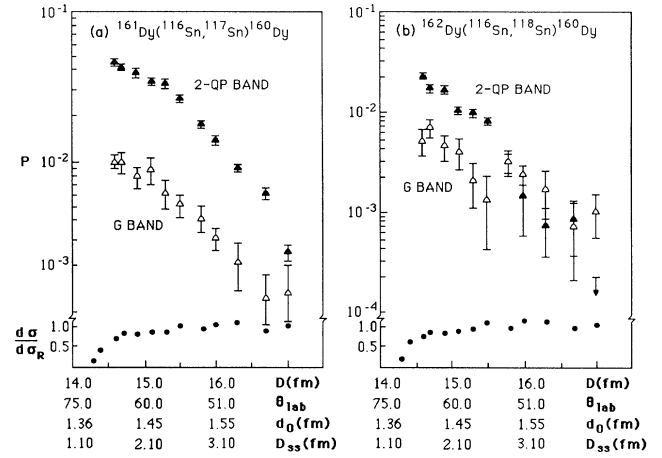 (a) ¹⁶¹Dy(¹¹⁶Sn,¹¹⁷Sn)¹⁶⁰Dy
10⁻¹
2-QP BAND
P
10⁻²
G BAND
10⁻³
dσ/dσ_R
1.0
0.5
(b) ¹⁶²Dy(¹¹⁶Sn,¹¹⁸Sn)¹⁶⁰Dy
10⁻¹
2-QP BAND
10⁻²
G BAND
10⁻³
10⁻⁴
1.0
0.5
14.0 15.0 16.0 D(fm) 14.0 15.0 16.0 D(fm)
75.0 60.0 51.0 θ_lab 75.0 60.0 51.0 θ_lab
1.36 1.45 1.55 d₀(fm) 1.36 1.45 1.55 d₀(fm)
1.10 2.10 3.10 D₃₃(fm) 1.10 2.10 3.10 D₃₃(fm)